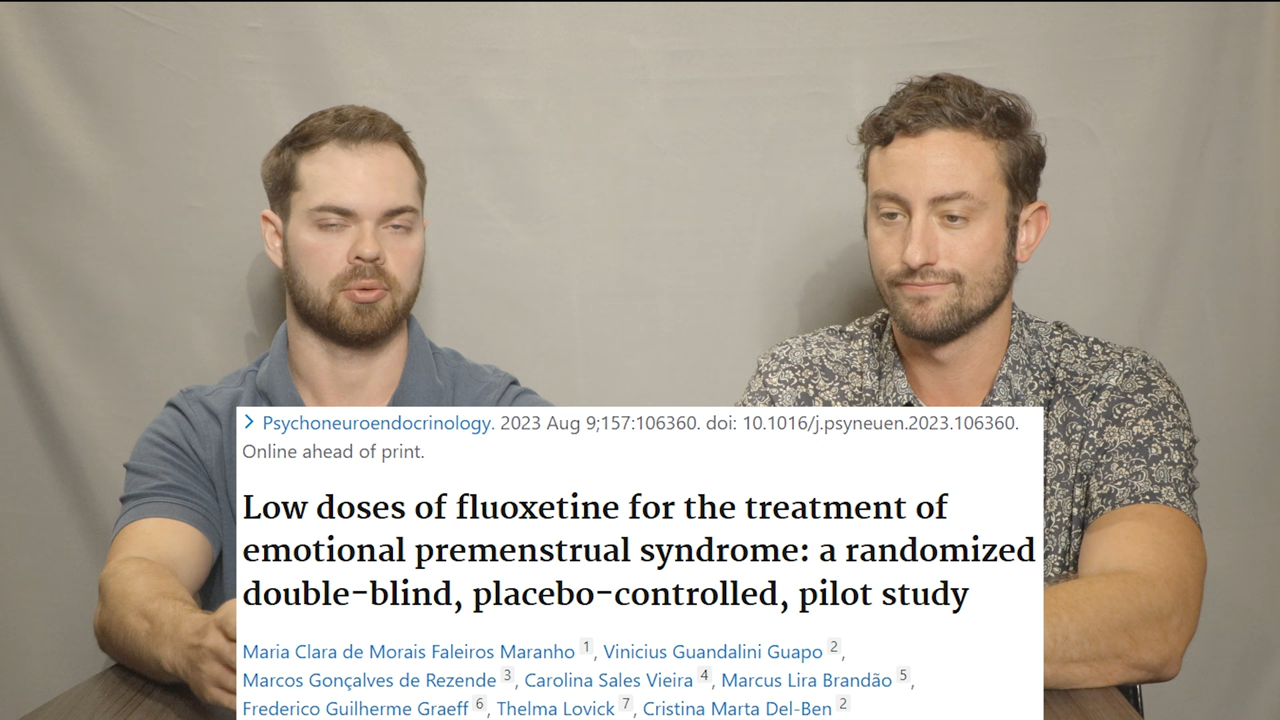 > Psychoneuroendocrinology. 2023 Aug 9;157:106360. doi: 10.1016/j.psyneuen.2023.106360.
Online ahead of print.
Low doses of fluoxetine for the treatment of
emotional premenstrual syndrome: a randomized
double-blind, placebo-controlled, pilot study
Maria Clara de Morais Faleiros Maranho 1, Vinicius Guandalini Guapo 2,
Marcos Gonçalves de Rezende 3, Carolina Sales Vieira 4, Marcus Lira Brandão 5,
Frederico Guilherme Graeff 6, Thelma Lovick 7, Cristina Marta Del-Ben 2